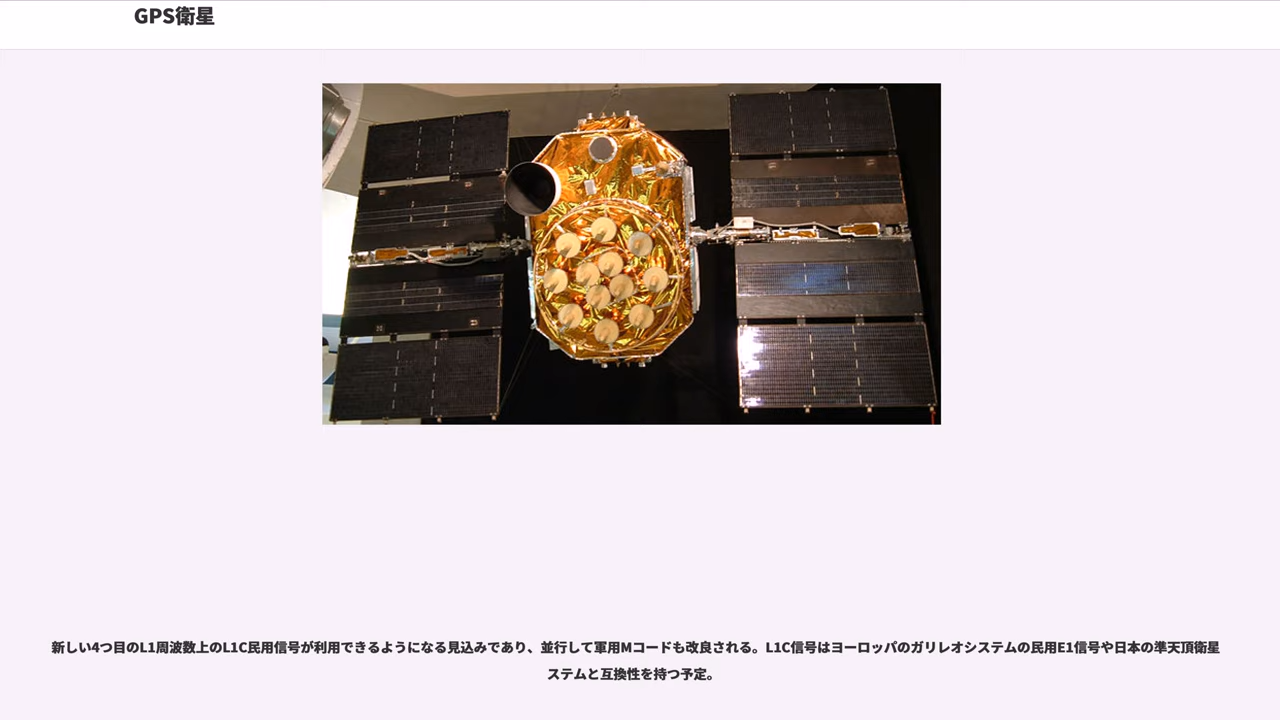 GPS衛星
新しい4つ目のL1周波数上のL1C民用信号が利用できるようになる見込みであり、並行して軍用Mコードも改良される。L1C信号はヨーロッパのガリレオシステムの民用E1信号や日本の準天頂衛星
ステムと互換性を持つ予定。